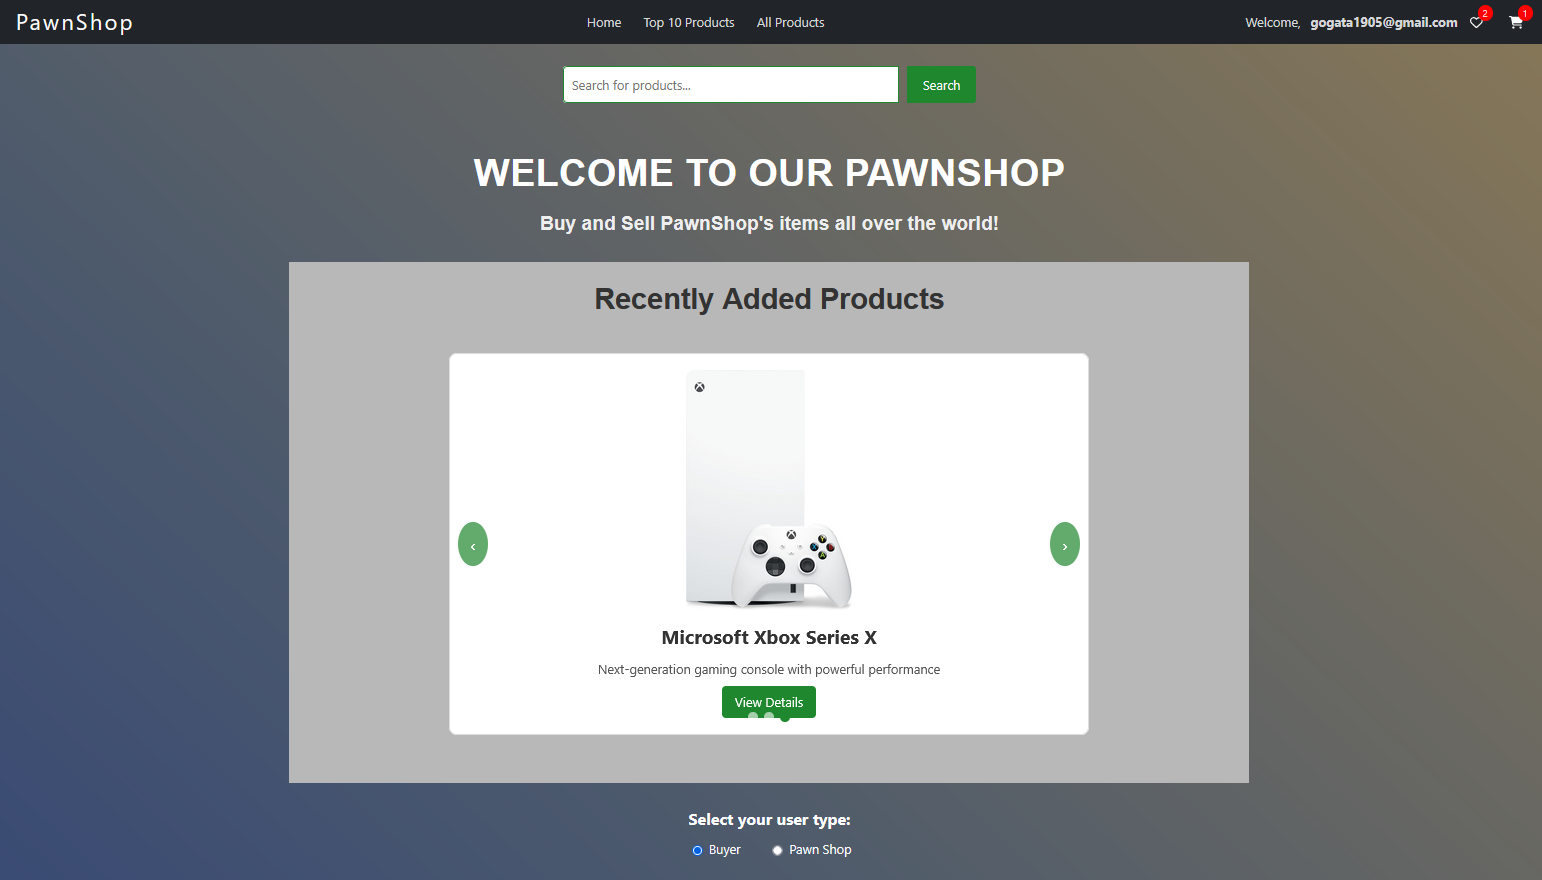 PawnShop
Home Top 10 Products All Products
Welcome, gogata1905@gmail.com 2 1
Search for products...
Search
WELCOME TO OUR PAWNSHOP
Buy and Sell PawnShop's items all over the world!
Recently Added Products
‹
›
X
Y
B
A
Microsoft Xbox Series X
Next-generation gaming console with powerful performance
View Details
Select your user type:
Buyer Pawn Shop